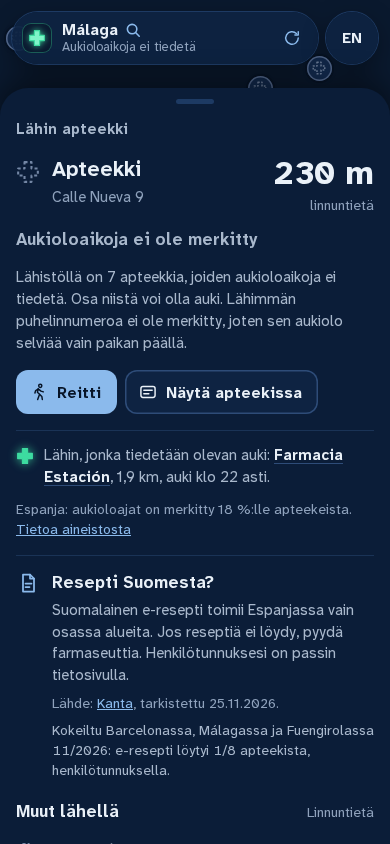 Málaga
Aukioloaikoja ei tiedetä
EN
Lähin apteekki
Apteekki
230 m
Calle Nueva 9
linnuntietä
Aukioloaikoja ei ole merkitty
Lähistöllä on 7 apteekkia, joiden aukioloaikoja ei
tiedetä. Osa niistä voi olla auki. Lähimmän
puhelinnumeroa ei ole merkitty, joten sen aukiolo
selviää vain paikan päällä.
Reitti
Näytä apteekissa
Lähin, jonka tiedetään olevan auki: Farmacia
Estación, 1,9 km, auki klo 22 asti.
Espanja: aukioloajat on merkitty 18 %:lle apteekeista.
Tietoa aineistosta
Resepti Suomesta?
Suomalainen e-resepti toimii Espanjassa vain
osassa alueita. Jos reseptiä ei löydy, pyydä
farmaseuttia. Henkilötunnuksesi on passin
tietosivulla.
Lähde: Kanta, tarkistettu 25.11.2026.
Kokeiltu Barcelonassa, Málagassa ja Fuengirolassa
11/2026: e-resepti löytyi 1/8 apteekista,
henkilötunnuksella.
Muut lähellä
Linnuntietä